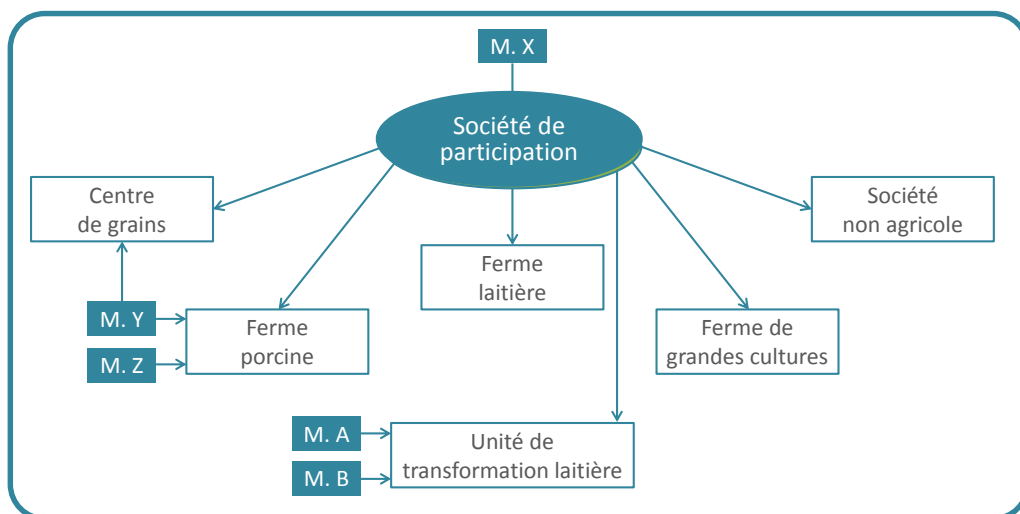 M. X
Société de
participation
Centre
de grains
Société
non agricole
Ferme
laitière
M. Y
Ferme
porcine
M. Z
Ferme de
grandes cultures
M. A
Unité de
transformation laitière
M. B